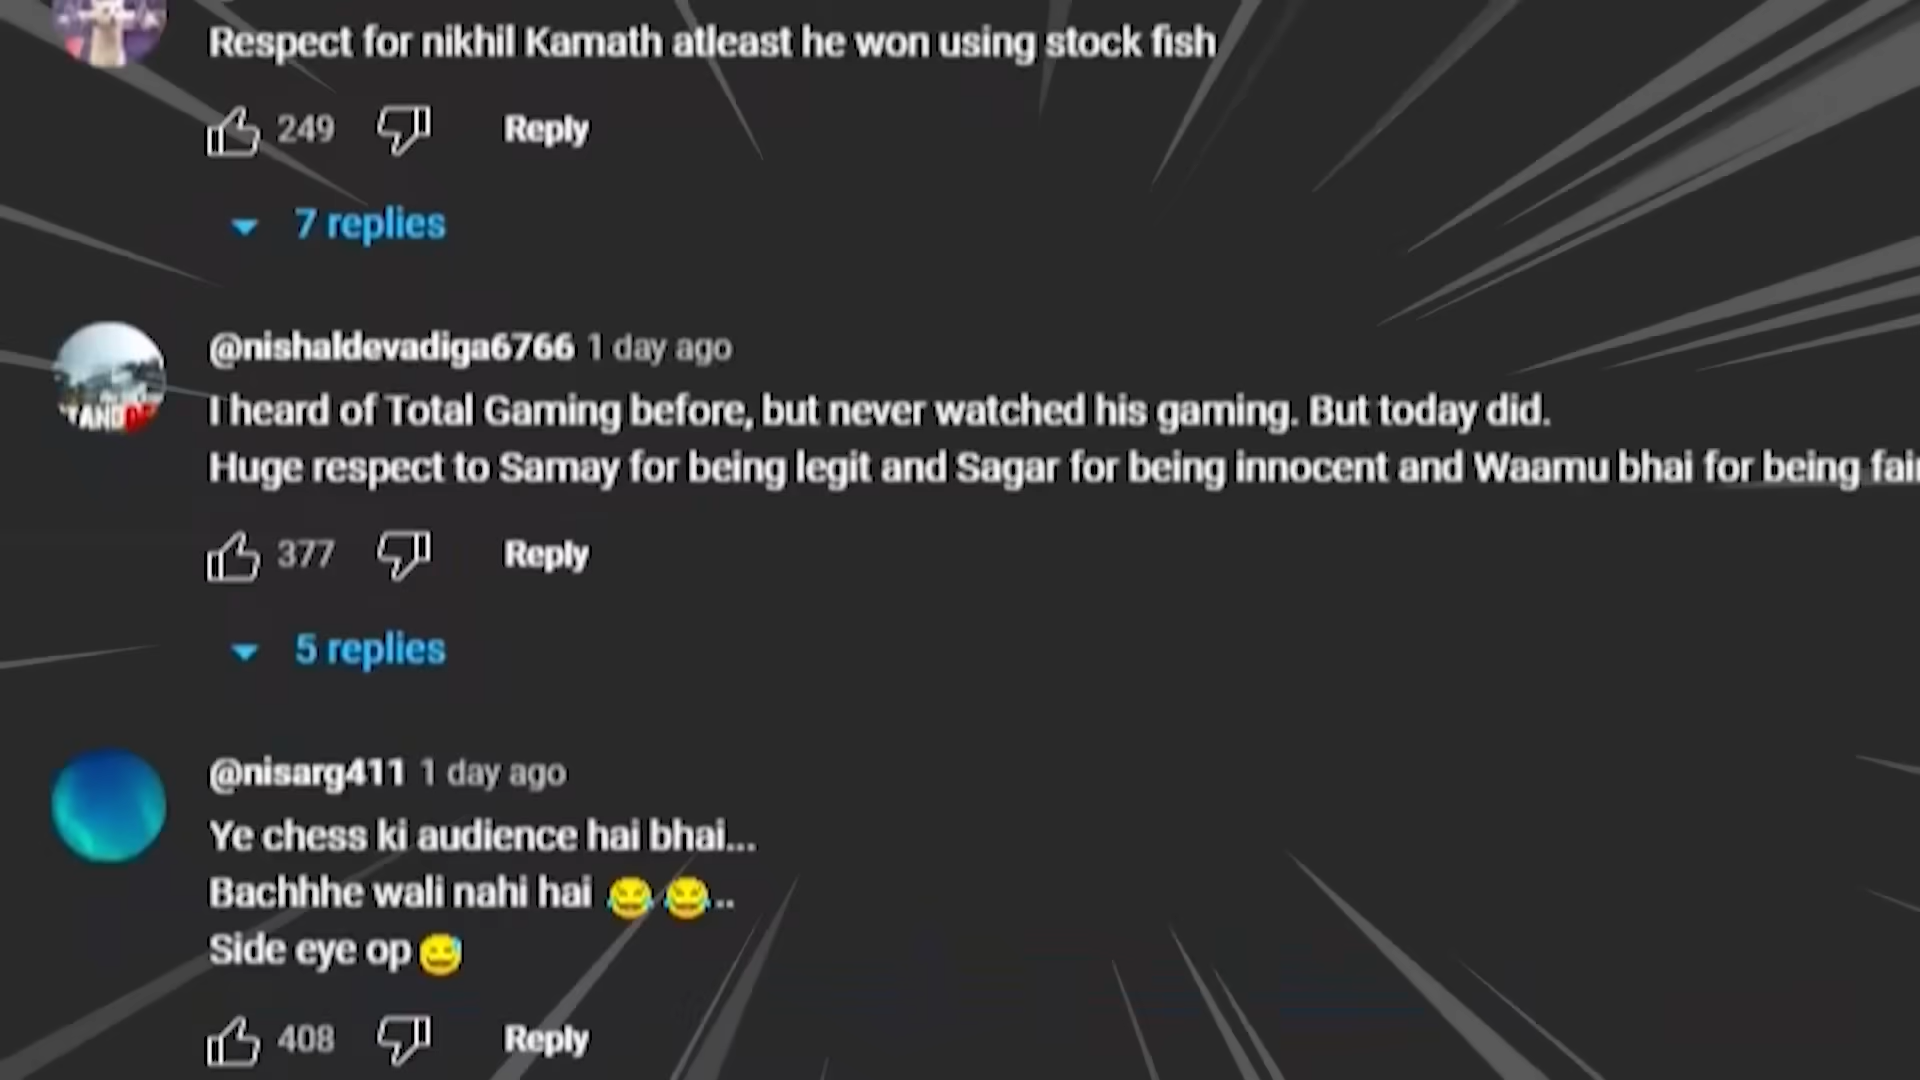 Respect for nikhil Kamath atleast he won using stock fish
249 Reply
7 replies
@nishaldevadiga6766 1 day ago
I heard of Total Gaming before, but never watched his gaming. But today did.
Huge respect to Samay for being legit and Sagar for being innocent and Waamu bhai for being fair
377 Reply
5 replies
@nisarg411 1 day ago
Ye chess ki audience hai bhai...
Bachhhe wali nahi hai 😂 😂..
Side eye op 😅
408 Reply